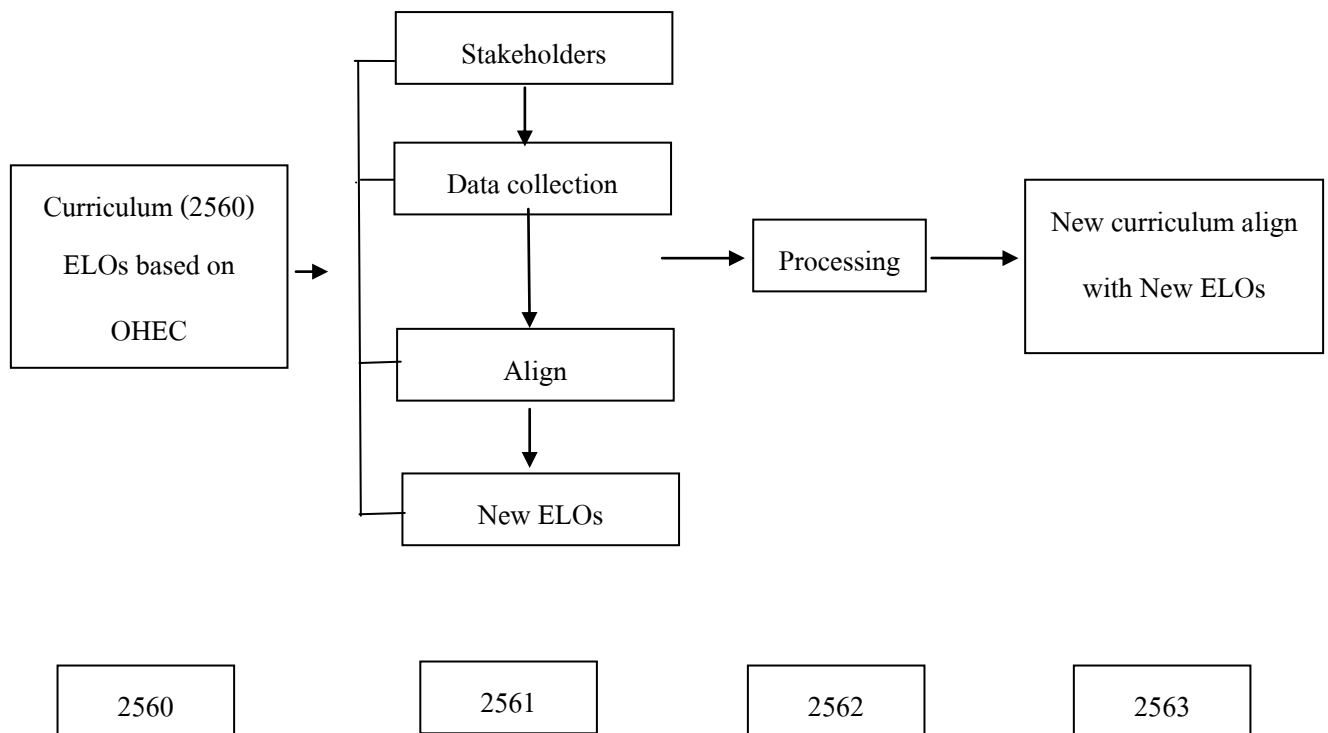 Stakeholders
Data collection
Curriculum (2560)
ELOs based on
OHEC
Align
New ELOs
Processing
New curriculum align
with New ELOs
2560
2561
2562
2563